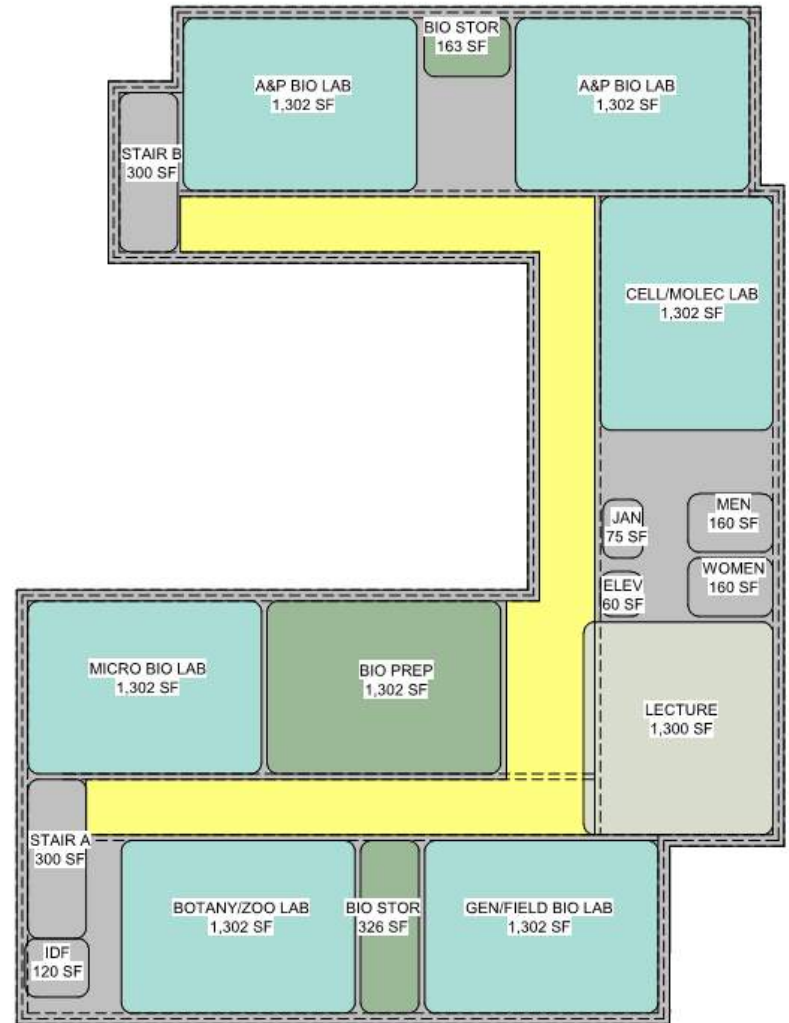 A&P BIO LAB
1,302 SF
BIO STOR
163 SF
A&P BIO LAB
1,302 SF
STAIR B
300 SF
CELL/MOLEC LAB
1,302 SF
JAN
75 SF
MEN
160 SF
ELEV
60 SF
WOMEN
160 SF
MICRO BIO LAB
1,302 SF
BIO PREP
1,302 SF
LECTURE
1,300 SF
STAIR A
300 SF
IDF
120 SF
BOTANY/ZOO LAB
1,302 SF
BIO STOR
326 SF
GEN/FIELD BIO LAB
1,302 SF